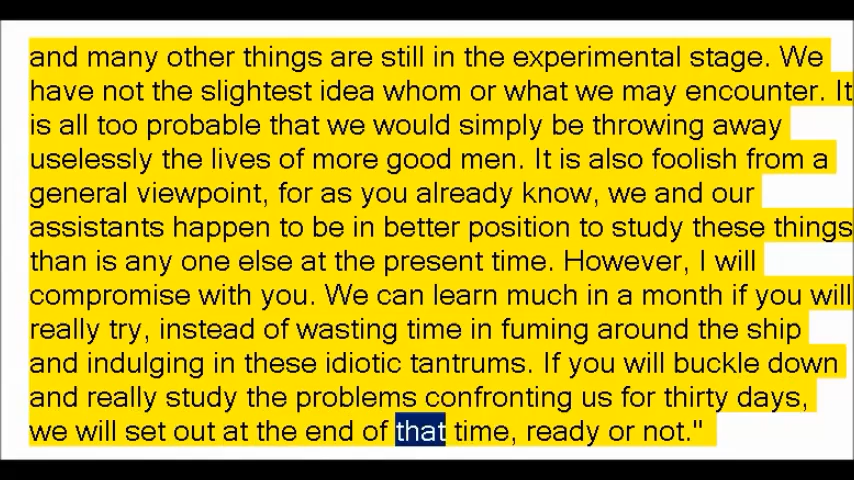 and many other things are still in the experimental stage. We
have not the slightest idea whom or what we may encounter. It
is all too probable that we would simply be throwing away
uselessly the lives of more good men. It is also foolish from a
general viewpoint, for as you already know, we and our
assistants happen to be in better position to study these things
than is any one else at the present time. However, I will
compromise with you. We can learn much in a month if you will
really try, instead of wasting time in fuming around the ship
and indulging in these idiotic tantrums. If you will buckle down
and really study the problems confronting us for thirty days,
we will set out at the end of that time, ready or not."